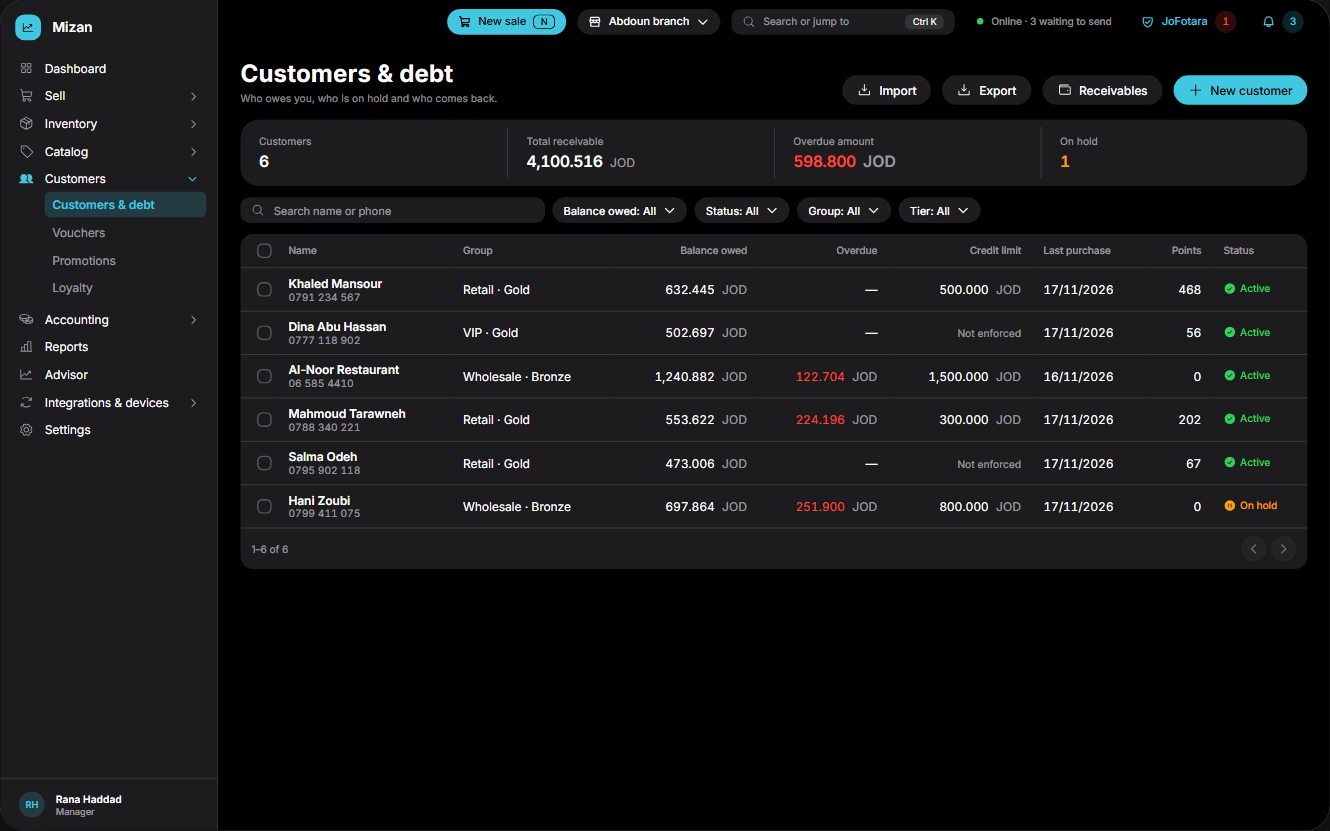 Mizan
New sale N
Abdoun branch
Search or jump to Ctrl K
Online · 3 waiting to send
JoFotara 1
3
Dashboard
Sell
Inventory
Catalog
Customers
Customers & debt
Vouchers
Promotions
Loyalty
Accounting
Reports
Advisor
Integrations & devices
Settings
RH
Rana Haddad
Manager
Customers & debt
Who owes you, who is on hold and who comes back.
Import
Export
Receivables
New customer
Customers
6
Total receivable
4,100.516 JOD
Overdue amount
598.800 JOD
On hold
1
Search name or phone
Balance owed: All
Status: All
Group: All
Tier: All
Name Group Balance owed Overdue Credit limit Last purchase Points Status
Khaled Mansour
0791 234 567
Retail · Gold 632.445 JOD — 500.000 JOD 17/11/2026 468 Active
Dina Abu Hassan
0777 118 902
VIP · Gold 502.697 JOD — Not enforced 17/11/2026 56 Active
Al-Noor Restaurant
06 585 4410
Wholesale · Bronze 1,240.882 JOD 122.704 JOD 1,500.000 JOD 16/11/2026 0 Active
Mahmoud Tarawneh
0788 340 221
Retail · Gold 553.622 JOD 224.196 JOD 300.000 JOD 17/11/2026 202 Active
Salma Odeh
0795 902 118
Retail · Gold 473.006 JOD — Not enforced 17/11/2026 67 Active
Hani Zoubi
0799 411 075
Wholesale · Bronze 697.864 JOD 251.900 JOD 800.000 JOD 17/11/2026 0 On hold
1–6 of 6